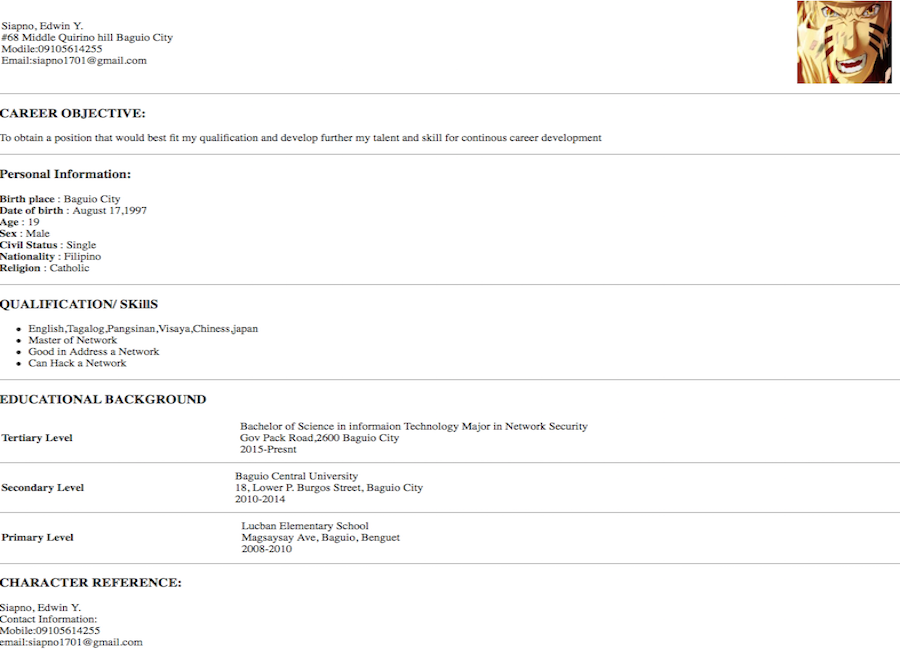 Siapno, Edwin Y.
#68 Middle Quirino hill Baguio City
Modile:09105614255
Email:siapno1701@gmail.com
CAREER OBJECTIVE:
To obtain a position that would best fit my qualification and develop further my talent and skill for continous career development
Personal Information:
Birth place : Baguio City
Date of birth : August 17,1997
Age : 19
Sex : Male
Civil Status : Single
Nationality : Filipino
Religion : Catholic
QUALIFICATION/ SKillS
English,Tagalog,Pangsinan,Visaya,Chiness,japan
Master of Network
Good in Address a Network
Can Hack a Network
EDUCATIONAL BACKGROUND
Tertiary Level
Bachelor of Science in informaion Technology Major in Network Security
Gov Pack Road,2600 Baguio City
2015-Presnt
Secondary Level
Baguio Central University
18, Lower P. Burgos Street, Baguio City
2010-2014
Primary Level
Lucban Elementary School
Magsaysay Ave, Baguio, Benguet
2008-2010
CHARACTER REFERENCE:
Siapno, Edwin Y.
Contact Information:
Mobile:09105614255
email:siapno1701@gmail.com